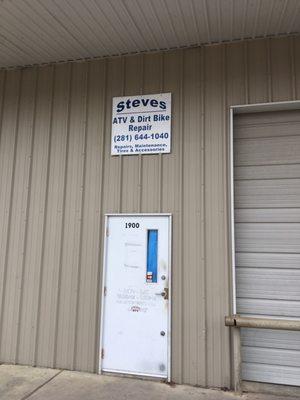 Steves
ATV & Dirt Bike
Repair
(281) 644-1040
Repairs, Maintenance,
Tires & Accessories
1900